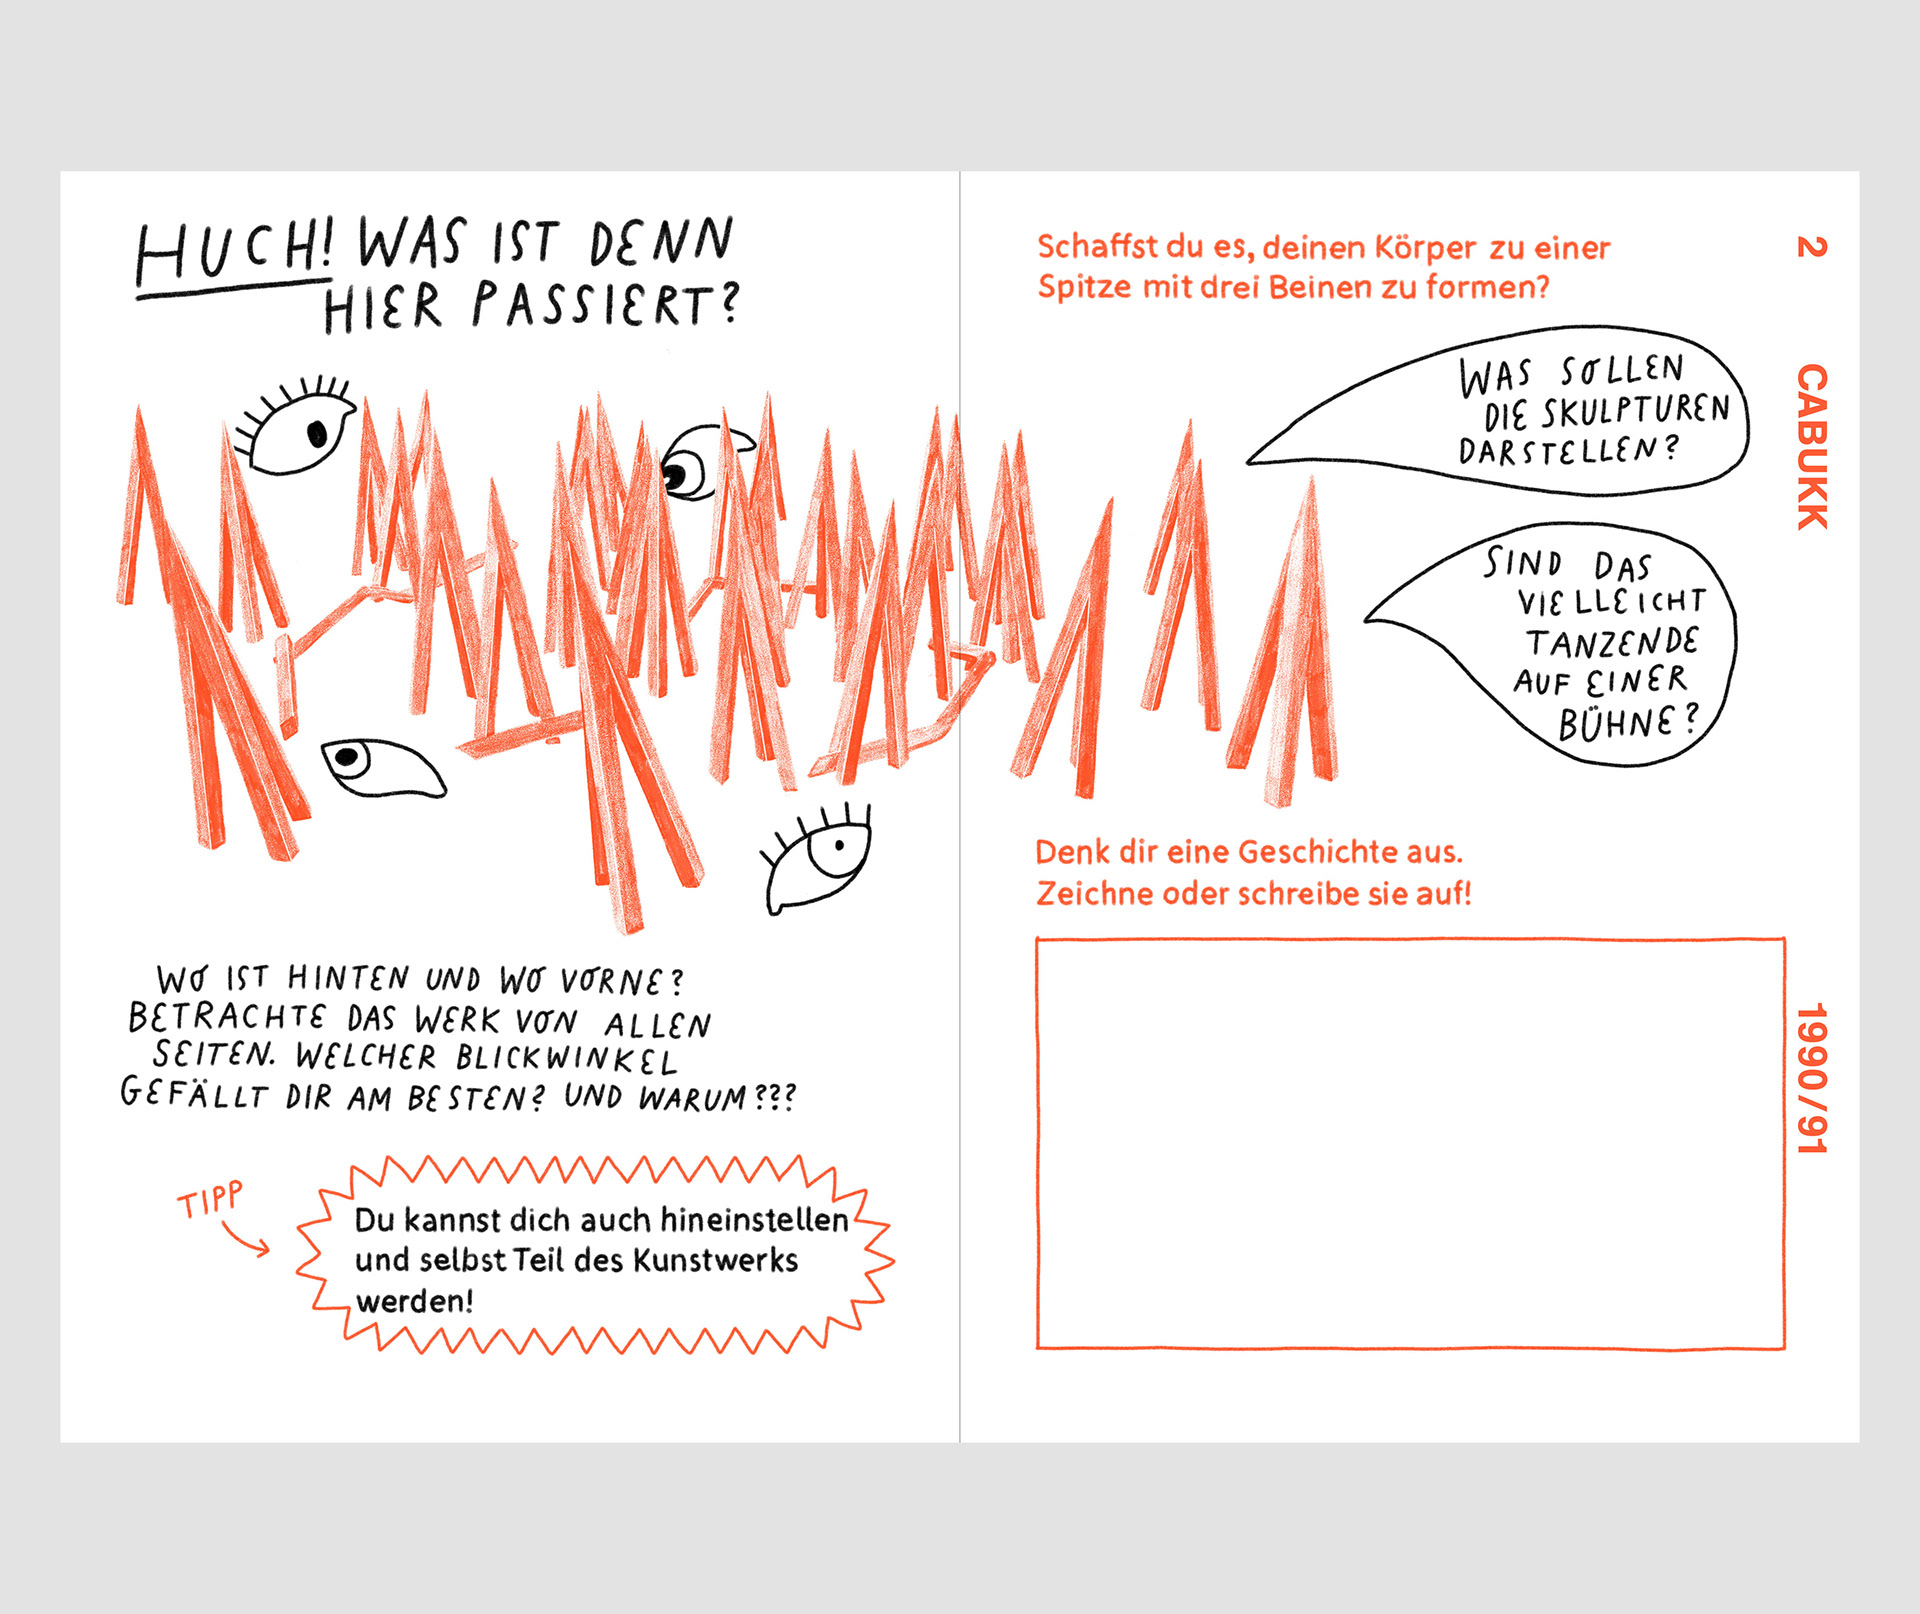 HUCH! WAS IST DENN
HIER PASSIERT?
WO IST HINTEN UND WO VORNE?
BETRACHTE DAS WERK VON ALLEN
SEITEN. WELCHER BLICKWINKEL
GEFÄLLT DIR AM BESTEN? UND WARUM???
TIPP
Du kannst dich auch hineinstellen
und selbst Teil des Kunstwerks
werden!
Schaffst du es, deinen Körper zu einer
Spitze mit drei Beinen zu formen?
WAS SOLLEN
DIE SKULPTUREN
DARSTELLEN?
SIND DAS
VIELLEICHT
TANZENDE
AUF EINER
BÜHNE?
Denk dir eine Geschichte aus.
Zeichne oder schreibe sie auf!
2 CABUKK 1990/91